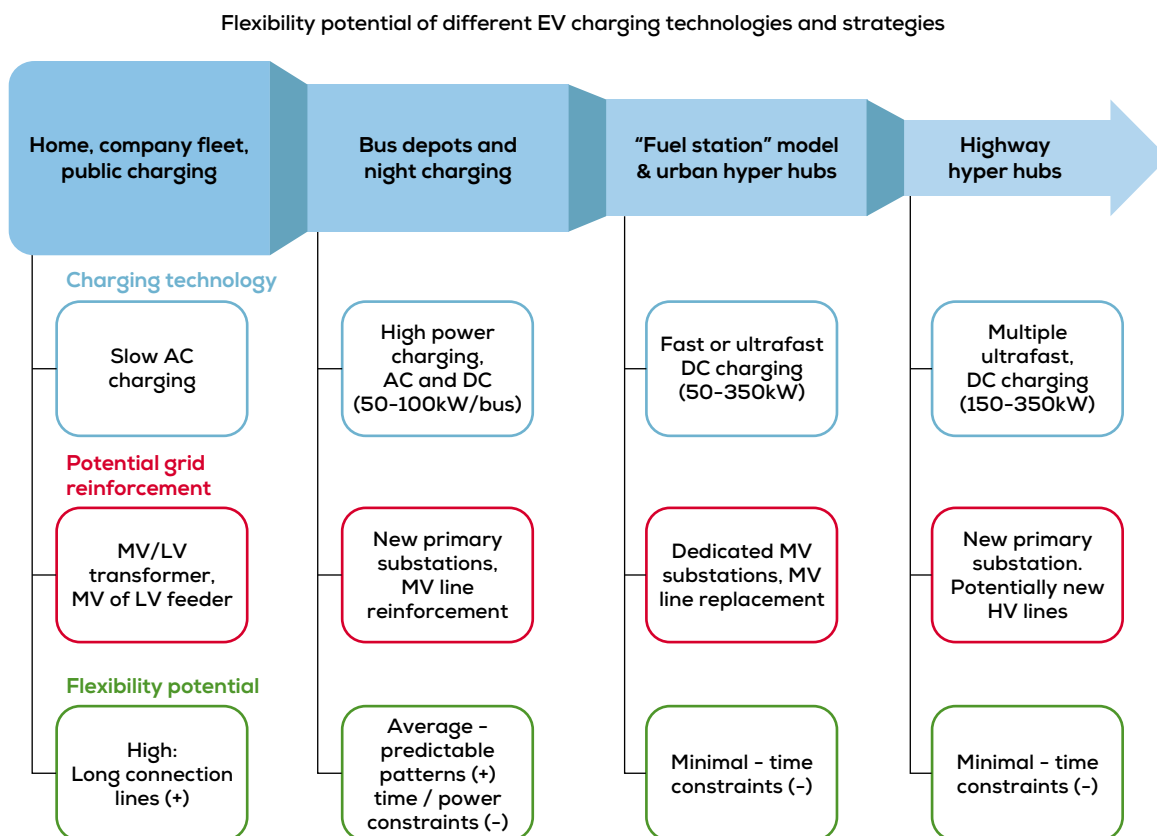 Flexibility potential of different EV charging technologies and strategies
Home, company fleet,
public charging
Bus depots and
night charging
“Fuel station” model
& urban hyper hubs
Highway
hyper hubs
Charging technology
Slow AC
charging
High power
charging,
AC and DC
(50-100kW/bus)
Fast or ultrafast
DC charging
(50-350kW)
Multiple
ultrafast,
DC charging
(150-350kW)
Potential grid
reinforcement
MV/LV
transformer,
MV of LV feeder
New primary
substations,
MV line
reinforcement
Dedicated MV
substations, MV
line replacement
New primary
substation.
Potentially new
HV lines
Flexibility potential
High:
Long connection
lines (+)
Average -
predictable
patterns (+)
time / power
constraints (-)
Minimal - time
constraints (-)
Minimal - time
constraints (-)